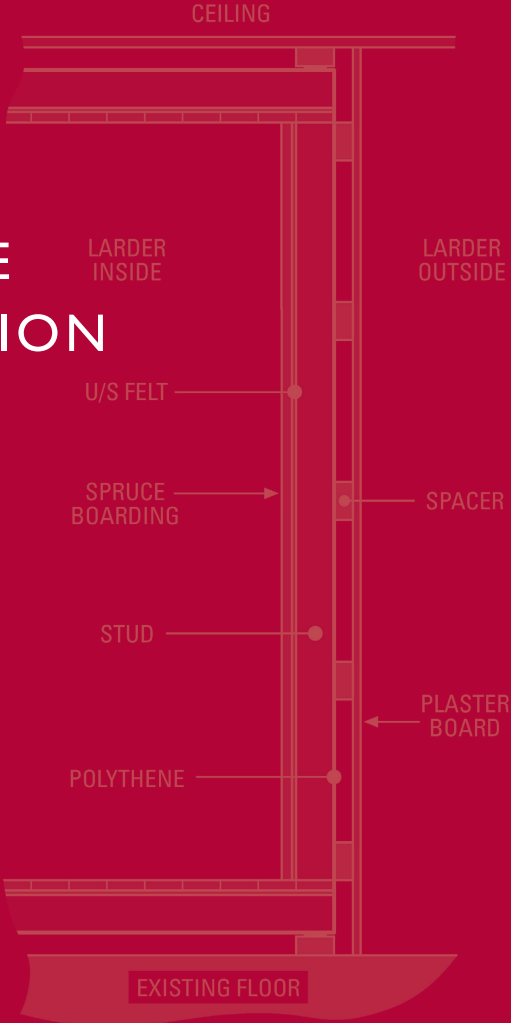 CEILING
LARDER
INSIDE
LARDER
OUTSIDE
E
ION
U/S FELT
SPRUCE
BOARDING
SPACER
STUD
PLASTER
BOARD
POLYTHENE
EXISTING FLOOR